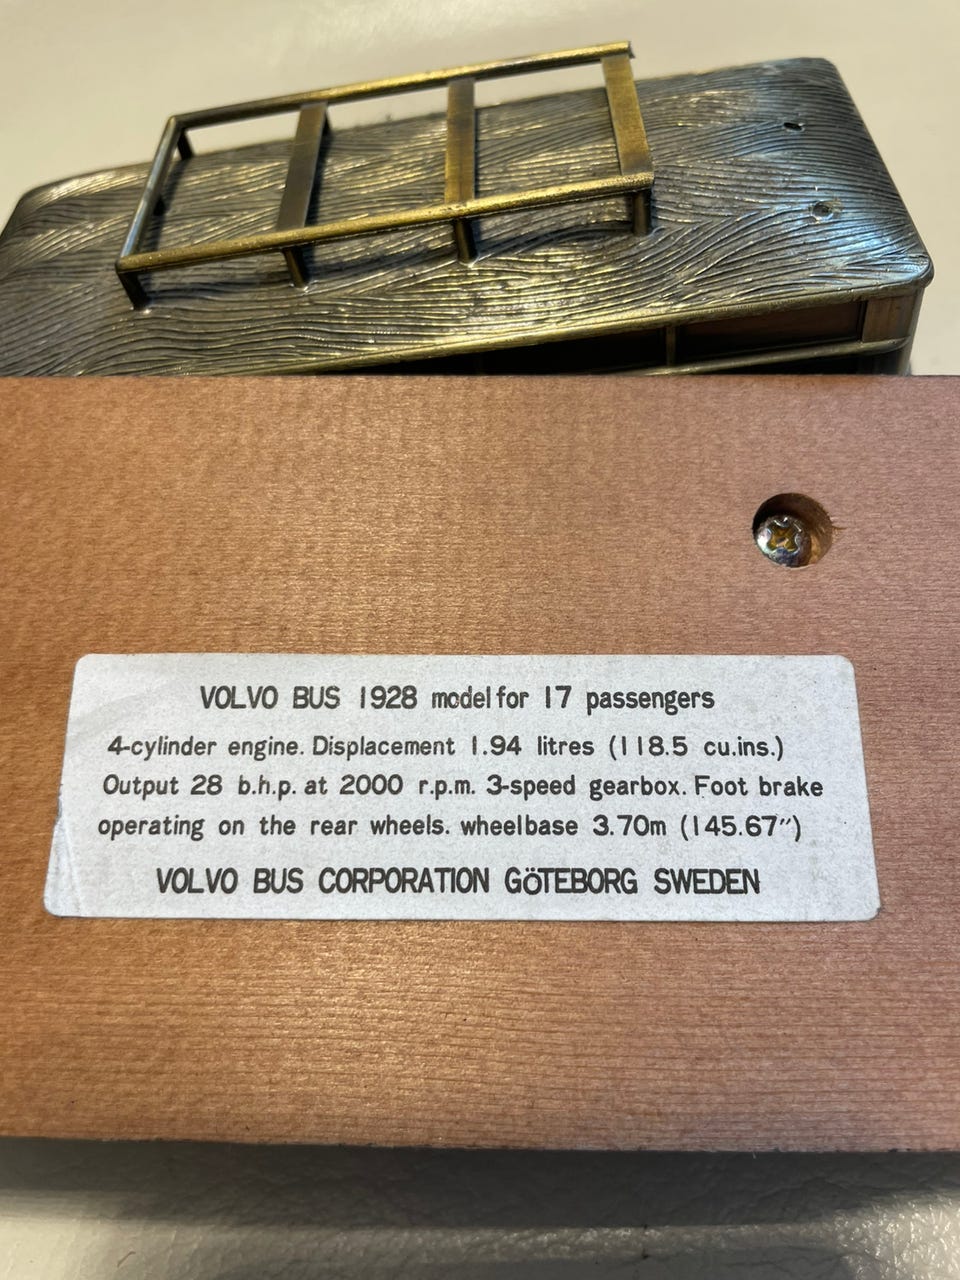 VOLVO BUS 1928 model for 17 passengers
4-cylinder engine. Displacement 1.94 litres (118.5 cu.ins.)
Output 28 b.h.p. at 2000 r.p.m. 3-speed gearbox. Foot brake
operating on the rear wheels. wheelbase 3.70m (145.67")
VOLVO BUS CORPORATION GÖTEBORG SWEDEN